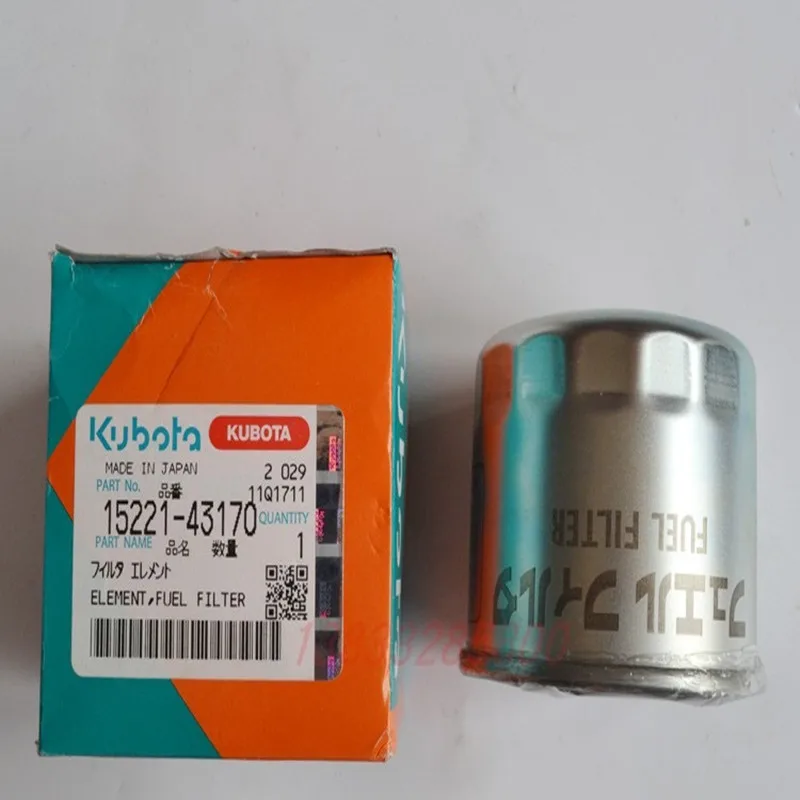 Kubota KUBOTA
MADE IN JAPAN 2 029
PART No. 品番 11Q1711
15221-43170 QUANTITY
PART NAME 品名 数量 1
フィルタ エレメント
ELEMENT,FUEL FILTER
FUEL FILTER
フュエル フィルタ